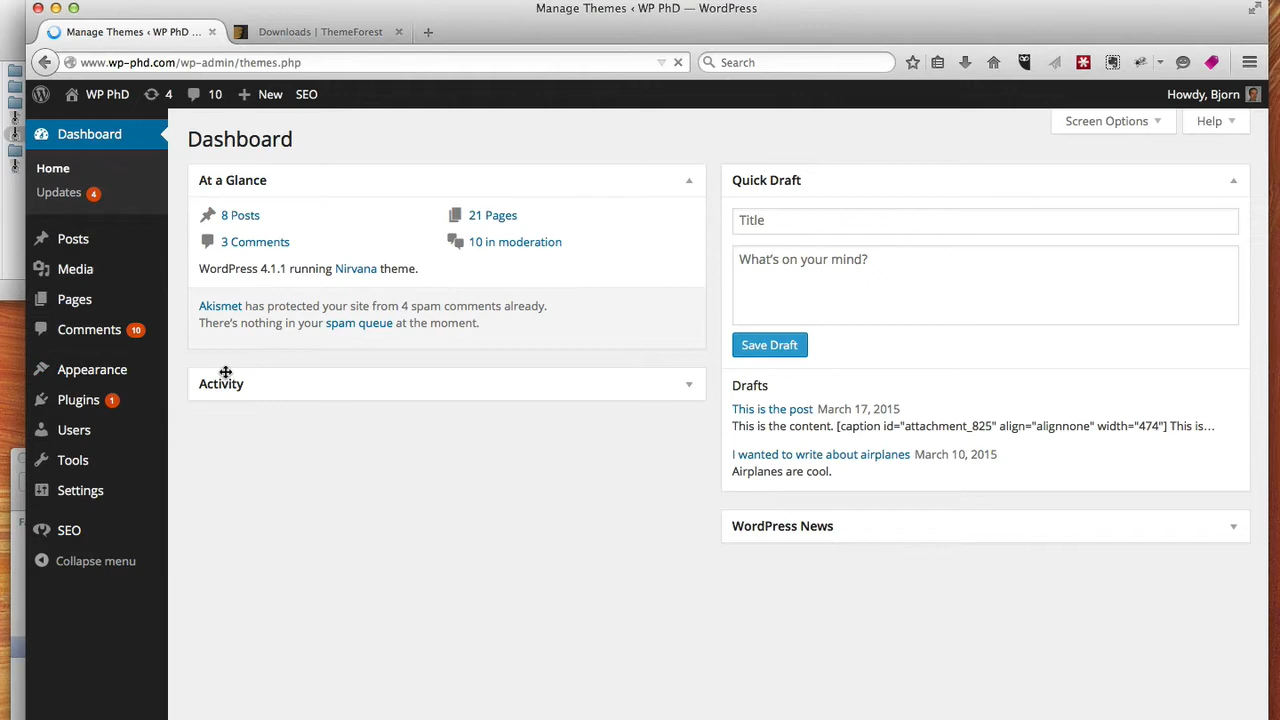 Manage Themes ‹ WP PhD — WordPress
Manage Themes ‹ WP PhD ...
Downloads | ThemeForest
www.wp-phd.com/wp-admin/themes.php
Search
WP PhD
4
10
New
SEO
Howdy, Bjorn
Dashboard
Home
Updates 4
Posts
Media
Pages
Comments 10
Appearance
Plugins 1
Users
Tools
Settings
SEO
Collapse menu
Screen Options
Help
Dashboard
At a Glance
8 Posts
21 Pages
3 Comments
10 in moderation
WordPress 4.1.1 running Nirvana theme.
Akismet has protected your site from 4 spam comments already.
There's nothing in your spam queue at the moment.
Activity
Quick Draft
Title
What's on your mind?
Save Draft
Drafts
This is the post March 17, 2015
This is the content. [caption id="attachment_825" align="alignnone" width="474"] This is…
I wanted to write about airplanes March 10, 2015
Airplanes are cool.
WordPress News